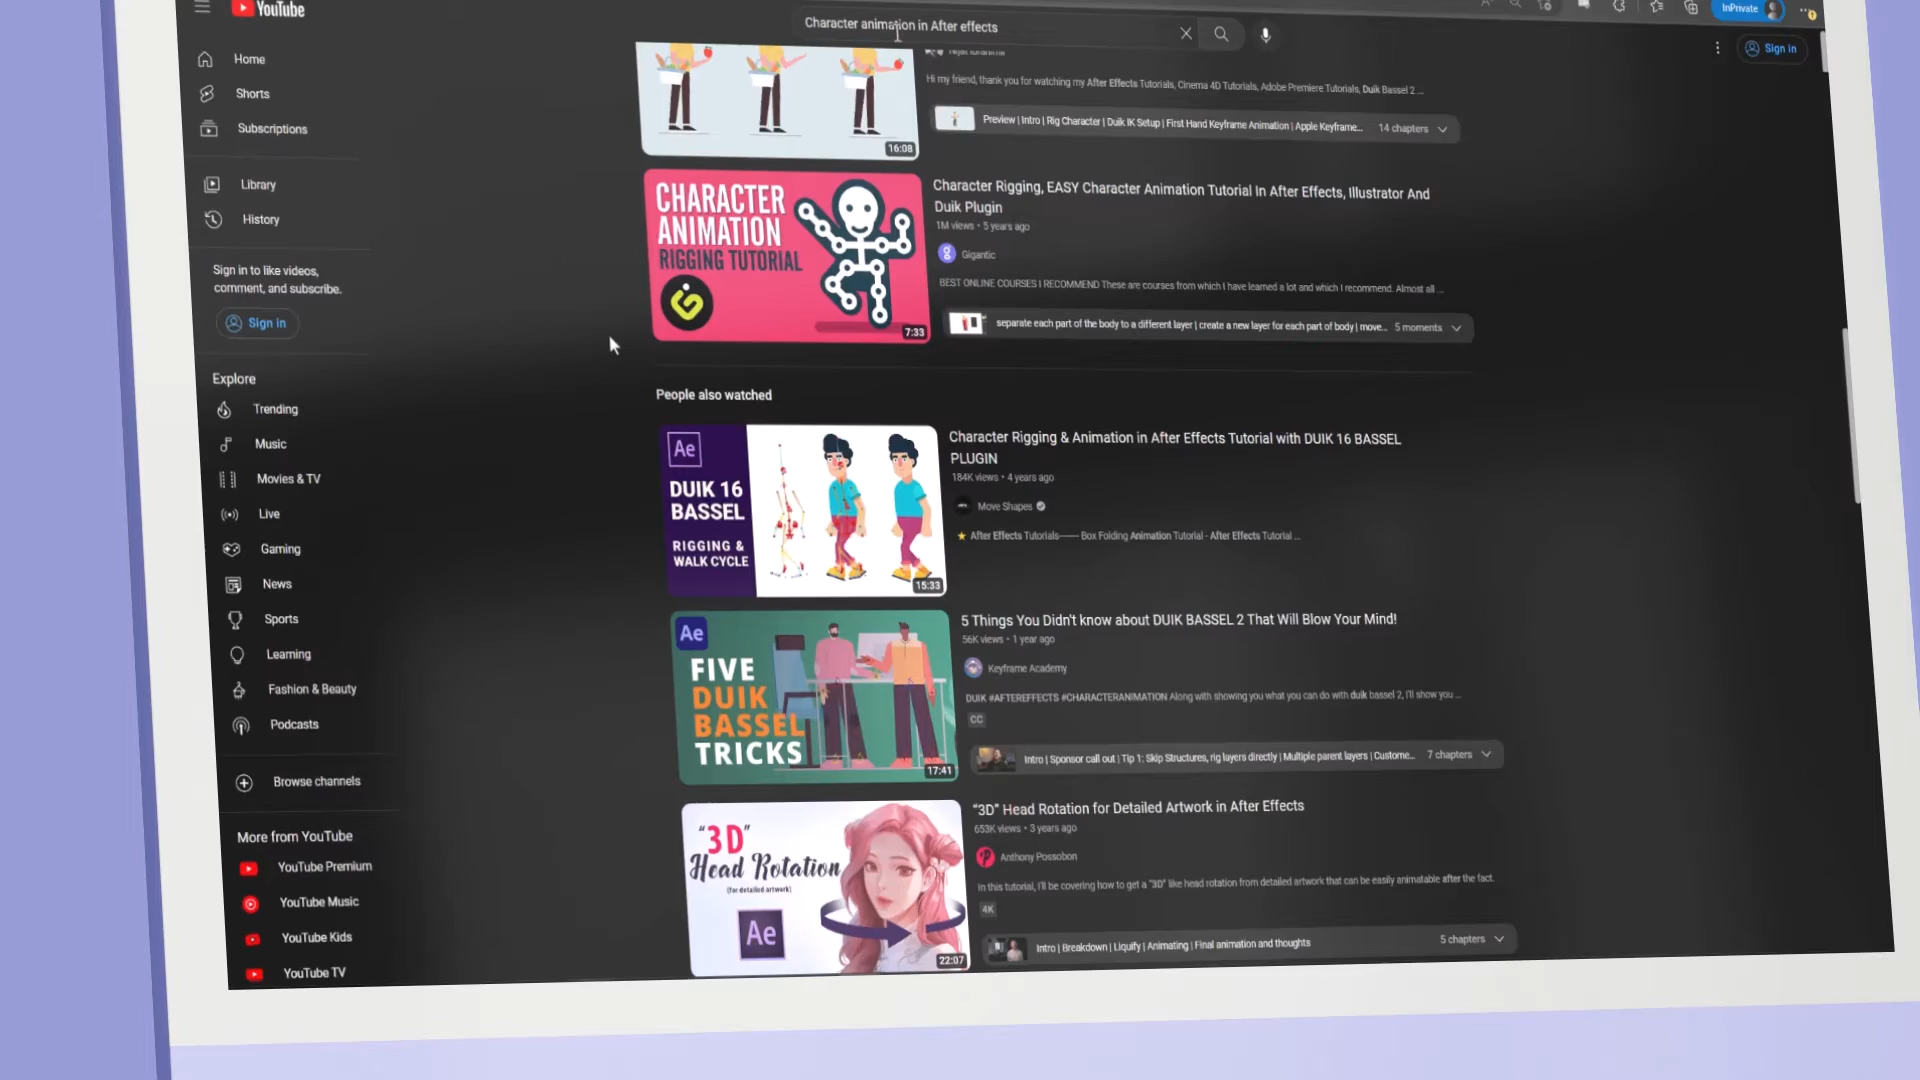 YouTube
Character animation in After effects
InPrivate
Sign in
Home
Shorts
Subscriptions
Library
History
Sign in to like videos,
comment, and subscribe.
Sign in
Explore
Trending
Music
Movies & TV
Live
Gaming
News
Sports
Learning
Fashion & Beauty
Podcasts
Browse channels
More from YouTube
YouTube Premium
YouTube Music
YouTube Kids
YouTube TV
16:08
Hi my friend, thank you for watching my After Effects Tutorials, Cinema 4D Tutorials, Adobe Premiere Tutorials, Duik Bassel 2 ...
Preview | Intro | Rig Character | Duik IK Setup | First Hand Keyframe Animation | Apple Keyframe... 14 chapters
CHARACTER
ANIMATION
RIGGING TUTORIAL
7:33
Character Rigging, EASY Character Animation Tutorial In After Effects, Illustrator And
Duik Plugin
1M views • 5 years ago
Gigantic
BEST ONLINE COURSES I RECOMMEND These are courses from which I have learned a lot and which I recommend. Almost all ...
separate each part of the body to a different layer | create a new layer for each part of body | move... 5 moments
People also watched
Ae
DUIK 16
BASSEL
RIGGING &
WALK CYCLE
15:33
Character Rigging & Animation in After Effects Tutorial with DUIK 16 BASSEL
PLUGIN
184K views • 4 years ago
Move Shapes
★ After Effects Tutorials------- Box Folding Animation Tutorial - After Effects Tutorial ...
Ae
FIVE
DUIK
BASSEL
TRICKS
17:41
5 Things You Didn't know about DUIK BASSEL 2 That Will Blow Your Mind!
56K views • 1 year ago
Keyframe Academy
DUIK #AFTEREFFECTS #CHARACTERANIMATION Along with showing you what you can do with duik bassel 2, I'll show you ...
CC
Intro | Sponsor call out | Tip 1: Skip Structures, rig layers directly | Multiple parent layers | Custome... 7 chapters
"3D"
Head Rotation
(for detailed artwork)
Ae
22:07
"3D" Head Rotation for Detailed Artwork in After Effects
653K views • 3 years ago
Anthony Possobon
In this tutorial, I'll be covering how to get a "3D" like head rotation from detailed artwork that can be easily animatable after the fact.
4K
Intro | Breakdown | Liquify | Animating | Final animation and thoughts 5 chapters